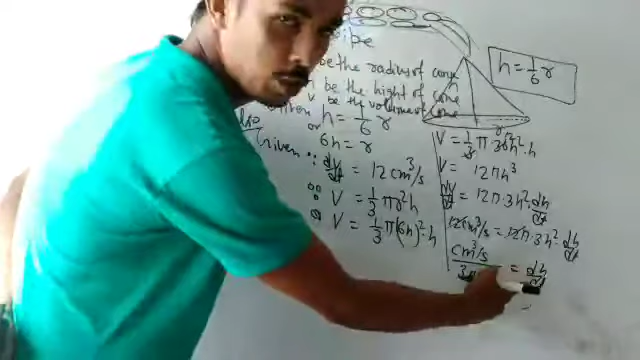 be the radius of cone
be the hight of cone
V be the volume of cone
h = 1/6 r
Given h = 1/6 r
or 6h = r
Given ∵ dV/dt = 12 cm³/s
∵ V = 1/3 πr²h
V = 1/3 π(6h)²·h
V = 1/3 π·36h²·h
V = 12πh³
dV/dt = 12π·3h²·dh/dt
12cm³/s = 12π·3h²·dh/dt
cm³/s
= dh/dt